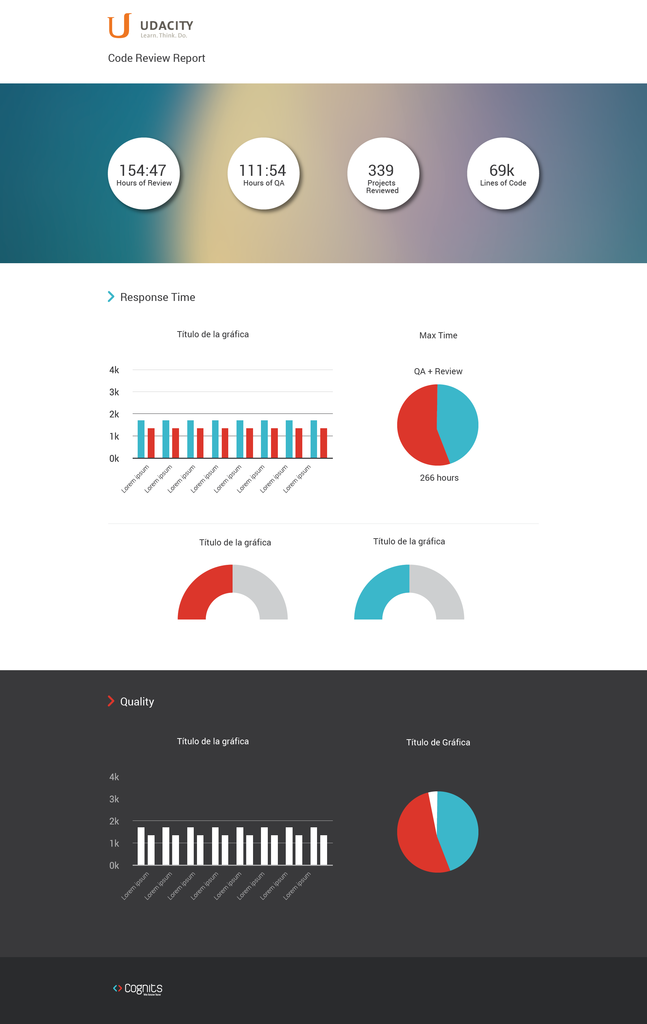 UDACITY
Learn. Think. Do.
Code Review Report
154:47
Hours of Review
111:54
Hours of QA
339
Projects
Reviewed
69k
Lines of Code
Response Time
Título de la gráfica
4k
3k
2k
1k
0k
Lorem ipsum
Lorem ipsum
Lorem ipsum
Lorem ipsum
Lorem ipsum
Lorem ipsum
Lorem ipsum
Lorem ipsum
Max Time
QA + Review
266 hours
Título de la gráfica
Título de la gráfica
Quality
Título de la gráfica
4k
3k
2k
1k
0k
Lorem ipsum
Lorem ipsum
Lorem ipsum
Lorem ipsum
Lorem ipsum
Lorem ipsum
Lorem ipsum
Lorem ipsum
Título de Gráfica
Cognits